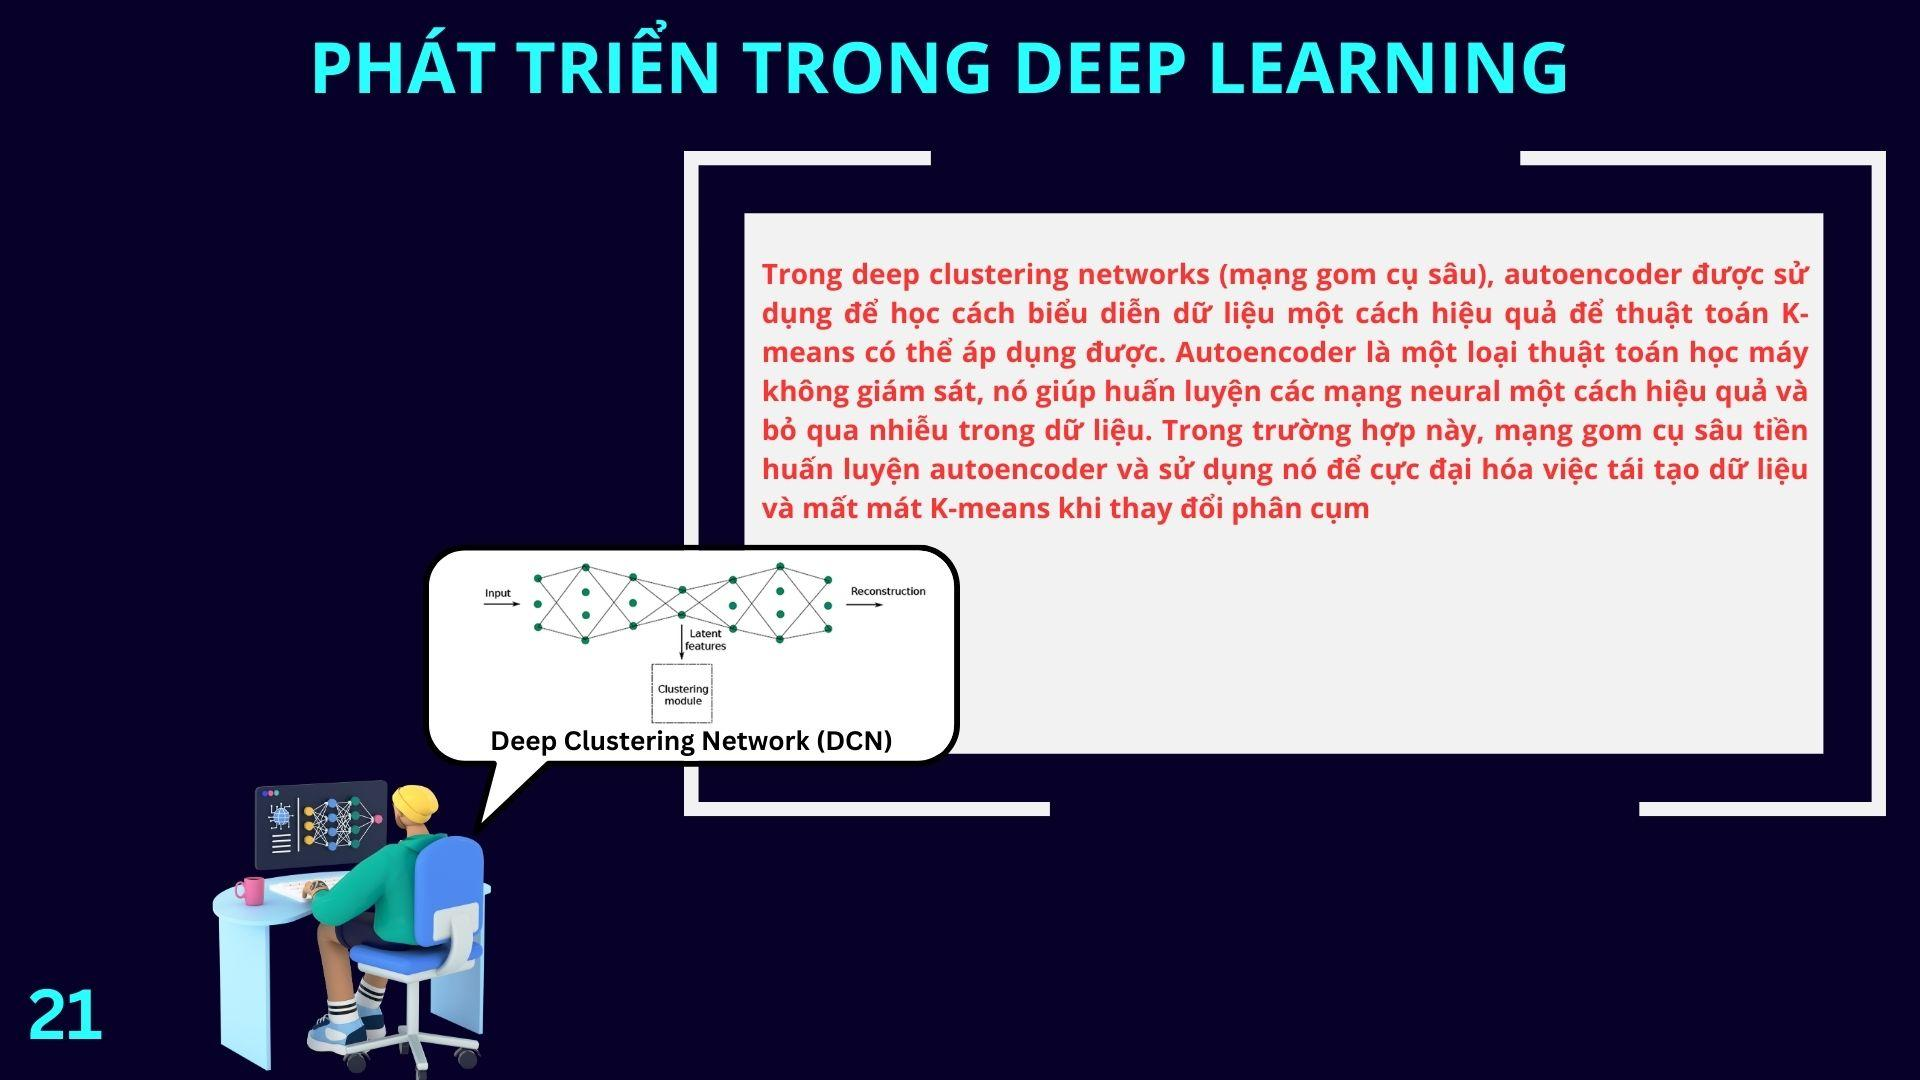 PHÁT TRIỂN TRONG DEEP LEARNING
Trong deep clustering networks (mạng gom cụ sâu), autoencoder được sử
dụng để học cách biểu diễn dữ liệu một cách hiệu quả để thuật toán K-
means có thể áp dụng được. Autoencoder là một loại thuật toán học máy
không giám sát, nó giúp huấn luyện các mạng neural một cách hiệu quả và
bỏ qua nhiễu trong dữ liệu. Trong trường hợp này, mạng gom cụ sâu tiền
huấn luyện autoencoder và sử dụng nó để cực đại hóa việc tái tạo dữ liệu
và mất mát K-means khi thay đổi phân cụm
Input
Reconstruction
Latent
features
Clustering
module
Deep Clustering Network (DCN)
21